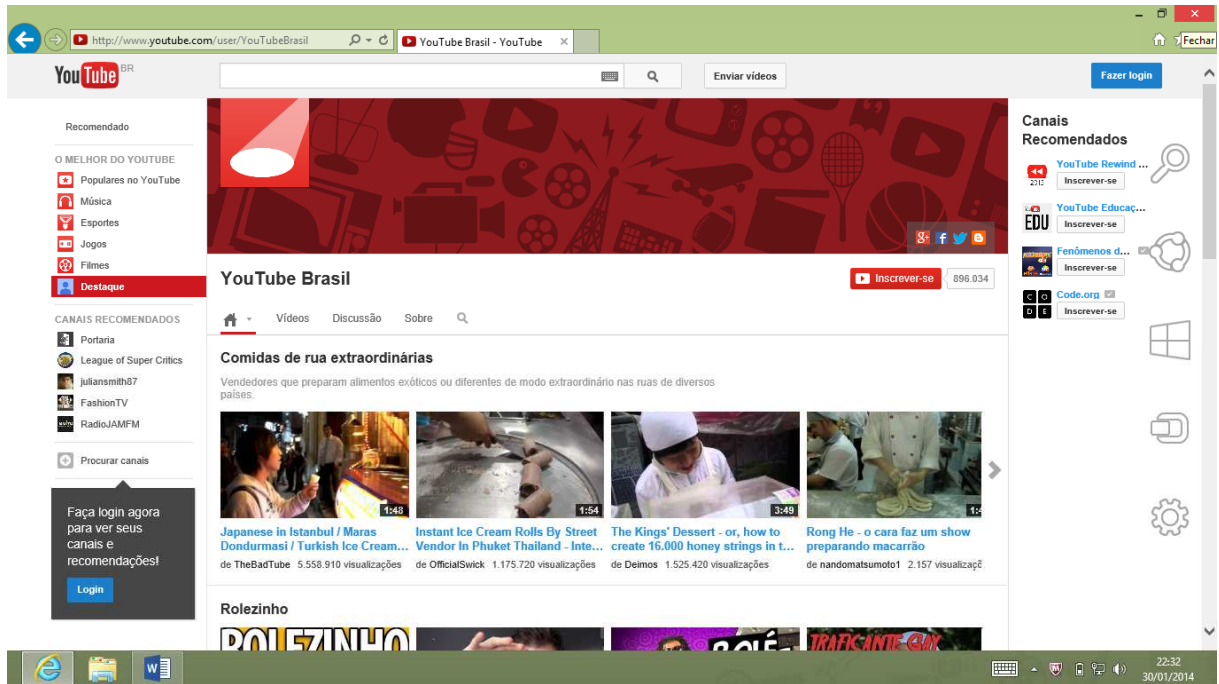 http://www.youtube.com/user/YouTubeBrasil
YouTube Brasil - YouTube
Fechar
YouTube BR
Enviar vídeos
Fazer login
Recomendado
O MELHOR DO YOUTUBE
Populares no YouTube
Música
Esportes
Jogos
Filmes
Destaque
CANAIS RECOMENDADOS
Portaria
League of Super Critics
juliansmith87
FashionTV
RadioJAMFM
Procurar canais
Faça login agora
para ver seus
canais e
recomendações!
Login
YouTube Brasil
Inscrever-se
896.034
Vídeos Discussão Sobre
Comidas de rua extraordinárias
Vendedores que preparam alimentos exóticos ou diferentes de modo extraordinário nas ruas de diversos
países.
1:48
Japanese in Istanbul / Maras
Dondurmasi / Turkish Ice Cream...
de TheBadTube 5.558.910 visualizações
1:54
Instant Ice Cream Rolls By Street
Vendor In Phuket Thailand - Inte...
de OfficialSwick 1.175.720 visualizações
3:49
The Kings' Dessert - or, how to
create 16.000 honey strings in t...
de Deimos 1.525.420 visualizações
Rong He - o cara faz um show
preparando macarrão
de nandomatsumoto1 2.157 visualizaçõ
Rolezinho
ROLEZINHO
ROLÉ
TRAFICANTE GAY
Canais
Recomendados
YouTube Rewind ...
Inscrever-se
YouTube Educaç...
EDU
Inscrever-se
Fenômenos d...
Inscrever-se
Code.org
CO
DE
Inscrever-se
22:32
30/01/2014